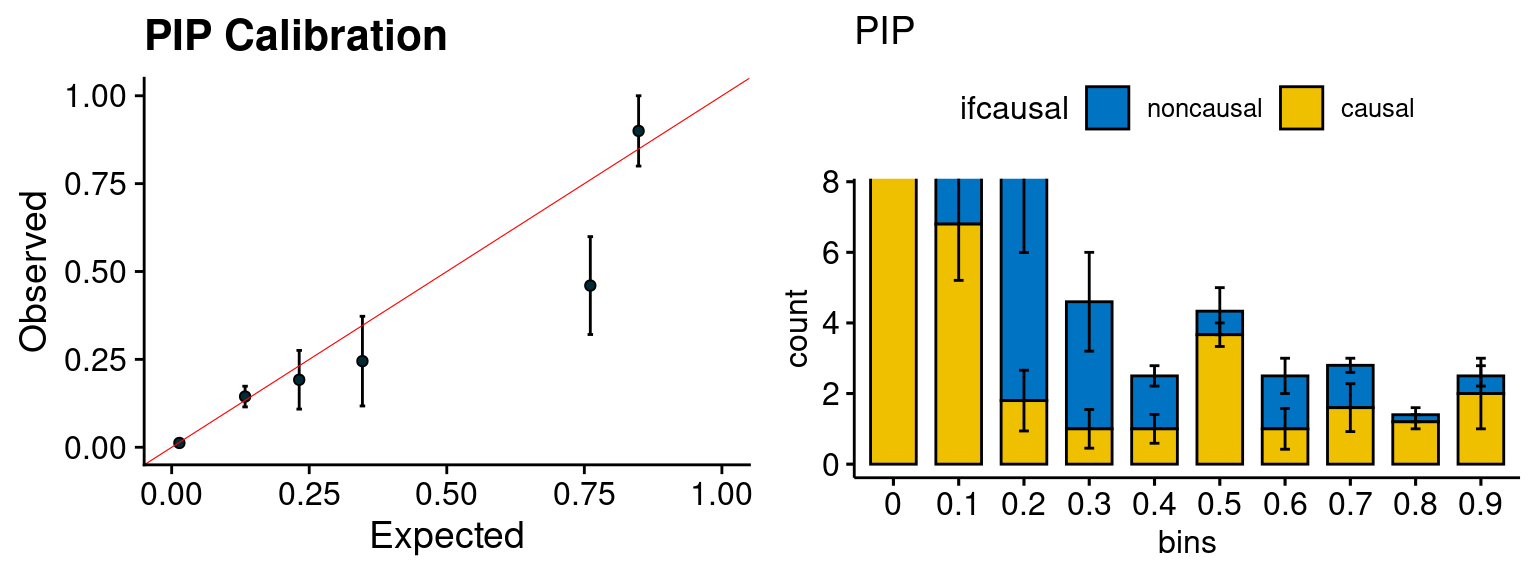 PIP Calibration
1.00
0.75
0.50
0.25
0.00
Observed
0.00 0.25 0.50 0.75 1.00
Expected
PIP
ifcausal noncausal causal
8
6
4
2
0
count
0 0.1 0.2 0.3 0.4 0.5 0.6 0.7 0.8 0.9
bins